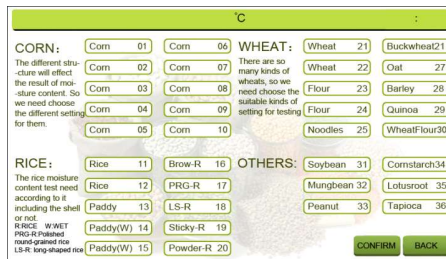 °C :
CORN:
The different stru-
-cture will effect
the result of moi-
-sture content. So
we need choose
the different setting
for them.
Corn 01
Corn 02
Corn 03
Corn 04
Corn 05
Corn 06
Corn 07
Corn 08
Corn 09
Corn 10
WHEAT:
There are so
many kinds of
wheats, so we
need choose the
suitable kinds of
setting for testing
Wheat 21
Wheat 22
Flour 23
Flour 24
Noodles 25
Buckwheat21
Oat 27
Barley 28
Quinoa 29
WheatFlour30
RICE:
The rice moisture
content test need
according to it
including the shell
or not.
R:RICE W:WET
PRG-R:Polished
round-grained rice
LS-R: long-shaped rice
Rice 11
Rice 12
Paddy 13
Paddy(W) 14
Paddy(W) 15
Brow-R 16
PRG-R 17
LS-R 18
Sticky-R 19
Powder-R 20
OTHERS:
Soybean 31
Mungbean 32
Peanut 33
Cornstarch34
Lotusroot 35
Tapioca 36
CONFIRM BACK